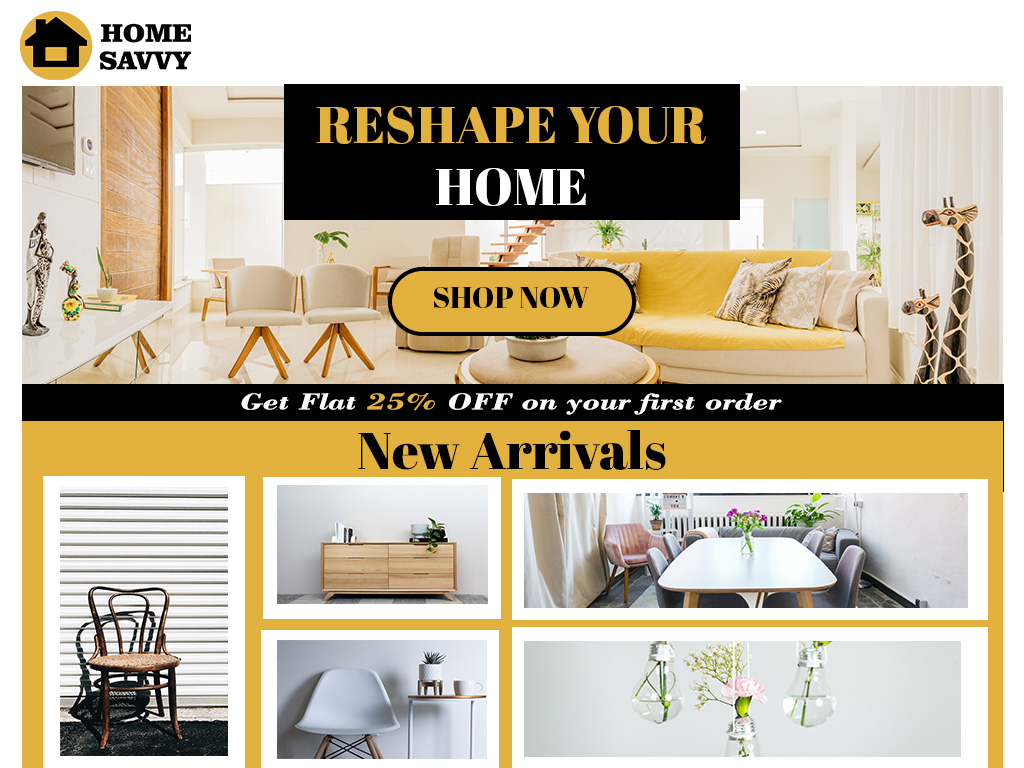 HOME
SAVVY
RESHAPE YOUR
HOME
SHOP NOW
Get Flat 25% OFF on your first order
New Arrivals